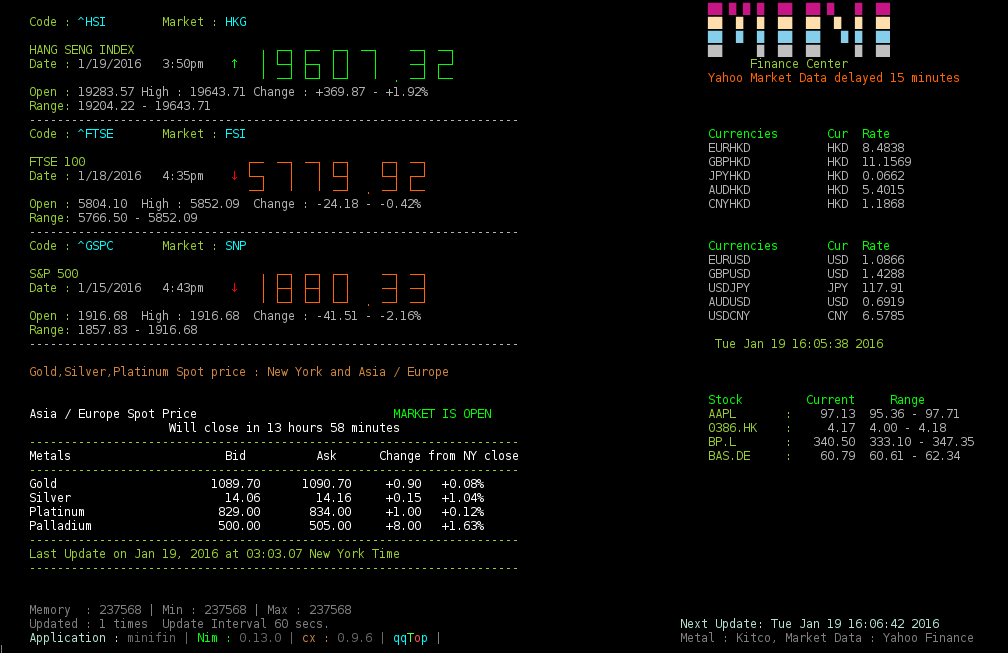 Code : ^HSI Market : HKG
HANG SENG INDEX
Date : 1/19/2016 3:50pm ↑ 19607.32
Open : 19283.57 High : 19643.71 Change : +369.87 - +1.92%
Range: 19204.22 - 19643.71
----------------------------------------------------------------------
Code : ^FTSE Market : FSI
FTSE 100
Date : 1/18/2016 4:35pm ↓ 5779.92
Open : 5804.10 High : 5852.09 Change : -24.18 - -0.42%
Range: 5766.50 - 5852.09
----------------------------------------------------------------------
Code : ^GSPC Market : SNP
S&P 500
Date : 1/15/2016 4:43pm ↓ 1880.33
Open : 1916.68 High : 1916.68 Change : -41.51 - -2.16%
Range: 1857.83 - 1916.68
----------------------------------------------------------------------
Gold,Silver,Platinum Spot price : New York and Asia / Europe
Asia / Europe Spot Price MARKET IS OPEN
Will close in 13 hours 58 minutes
----------------------------------------------------------------------
Metals Bid Ask Change from NY close
----------------------------------------------------------------------
Gold 1089.70 1090.70 +0.90 +0.08%
Silver 14.06 14.16 +0.15 +1.04%
Platinum 829.00 834.00 +1.00 +0.12%
Palladium 500.00 505.00 +8.00 +1.63%
----------------------------------------------------------------------
Last Update on Jan 19, 2016 at 03:03.07 New York Time
----------------------------------------------------------------------
Memory : 237568 | Min : 237568 | Max : 237568
Updated : 1 times Update Interval 60 secs.
Application : minifin | Nim : 0.13.0 | cx : 0.9.6 | qqTop |
Finance Center
Yahoo Market Data delayed 15 minutes
Currencies Cur Rate
EURHKD HKD 8.4838
GBPHKD HKD 11.1569
JPYHKD HKD 0.0662
AUDHKD HKD 5.4015
CNYHKD HKD 1.1868
Currencies Cur Rate
EURUSD USD 1.0866
GBPUSD USD 1.4288
USDJPY JPY 117.91
AUDUSD USD 0.6919
USDCNY CNY 6.5785
Tue Jan 19 16:05:38 2016
Stock Current Range
AAPL : 97.13 95.36 - 97.71
0386.HK : 4.17 4.00 - 4.18
BP.L : 340.50 333.10 - 347.35
BAS.DE : 60.79 60.61 - 62.34
Next Update: Tue Jan 19 16:06:42 2016
Metal : Kitco, Market Data : Yahoo Finance